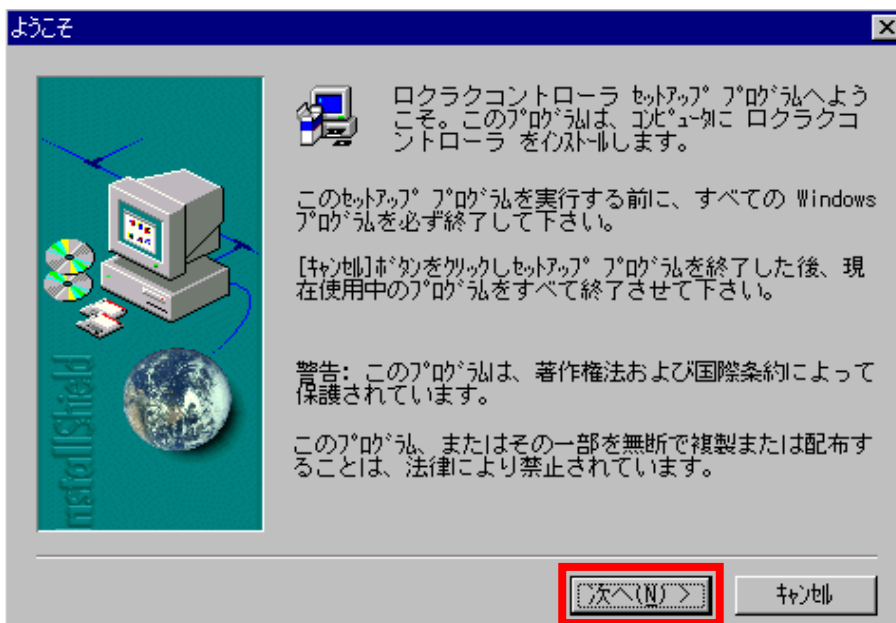 ようこそ
ロクラクコントローラ ｾｯﾄｱｯﾌﾟ ﾌﾟﾛｸﾞﾗﾑへよう
こそ。このﾌﾟﾛｸﾞﾗﾑは、ｺﾝﾋﾟｭｰﾀに ロクラクコ
ントローラ をｲﾝｽﾄｰﾙします。
このｾｯﾄｱｯﾌﾟ ﾌﾟﾛｸﾞﾗﾑを実行する前に、すべての Windows
ﾌﾟﾛｸﾞﾗﾑを必ず終了して下さい。
[ｷｬﾝｾﾙ]ﾎﾞﾀﾝをｸﾘｯｸしｾｯﾄｱｯﾌﾟ ﾌﾟﾛｸﾞﾗﾑを終了した後、現
在使用中のﾌﾟﾛｸﾞﾗﾑをすべて終了させて下さい。
警告: このﾌﾟﾛｸﾞﾗﾑは、著作権法および国際条約によって
保護されています。
このﾌﾟﾛｸﾞﾗﾑ、またはその一部を無断で複製または配布す
ることは、法律により禁止されています。
InstallShield
次へ(N) >
ｷｬﾝｾﾙ